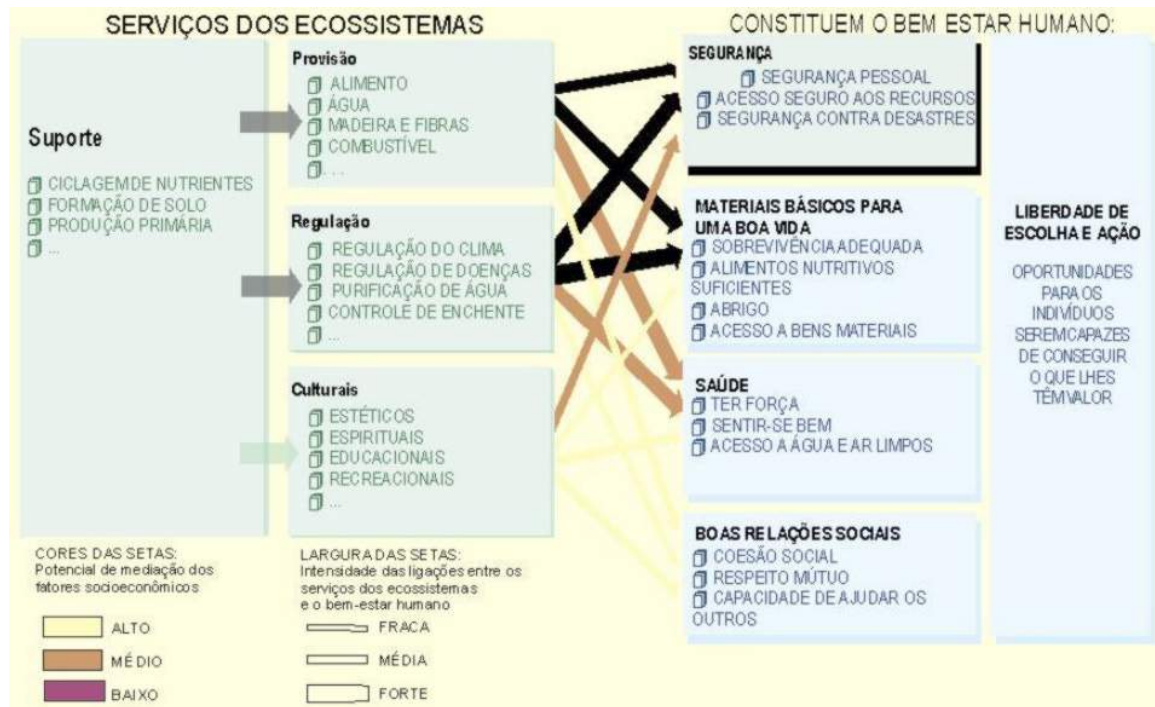 SERVIÇOS DOS ECOSSISTEMAS
Suporte
CICLAGEM DE NUTRIENTES
FORMAÇÃO DE SOLO
PRODUÇÃO PRIMÁRIA
...
Provisão
ALIMENTO
ÁGUA
MADEIRA E FIBRAS
COMBUSTÍVEL
. . .
Regulação
REGULAÇÃO DO CLIMA
REGULAÇÃO DE DOENÇAS
PURIFICAÇÃO DE ÁGUA
CONTROLE DE ENCHENTE
...
Culturais
ESTÉTICOS
ESPIRITUAIS
EDUCACIONAIS
RECREACIONAIS
...
CONSTITUEM O BEM ESTAR HUMANO:
SEGURANÇA
SEGURANÇA PESSOAL
ACESSO SEGURO AOS RECURSOS
SEGURANÇA CONTRA DESASTRES
MATERIAIS BÁSICOS PARA
UMA BOA VIDA
SOBREVIVÊNCIA ADEQUADA
ALIMENTOS NUTRITIVOS
SUFICIENTES
ABRIGO
ACESSO A BENS MATERIAIS
SAÚDE
TER FORÇA
SENTIR-SE BEM
ACESSO A ÁGUA E AR LIMPOS
BOAS RELAÇÕES SOCIAIS
COESÃO SOCIAL
RESPEITO MÚTUO
CAPACIDADE DE AJUDAR OS
OUTROS
LIBERDADE DE
ESCOLHA E AÇÃO
OPORTUNIDADES
PARA OS
INDIVÍDUOS
SEREM CAPAZES
DE CONSEGUIR
O QUE LHES
TÊM VALOR
CORES DAS SETAS:
Potencial de mediação dos
fatores socioeconômicos
ALTO
MÉDIO
BAIXO
LARGURA DAS SETAS:
Intensidade das ligações entre os
serviços dos ecossistemas
e o bem-estar humano
FRACA
MÉDIA
FORTE